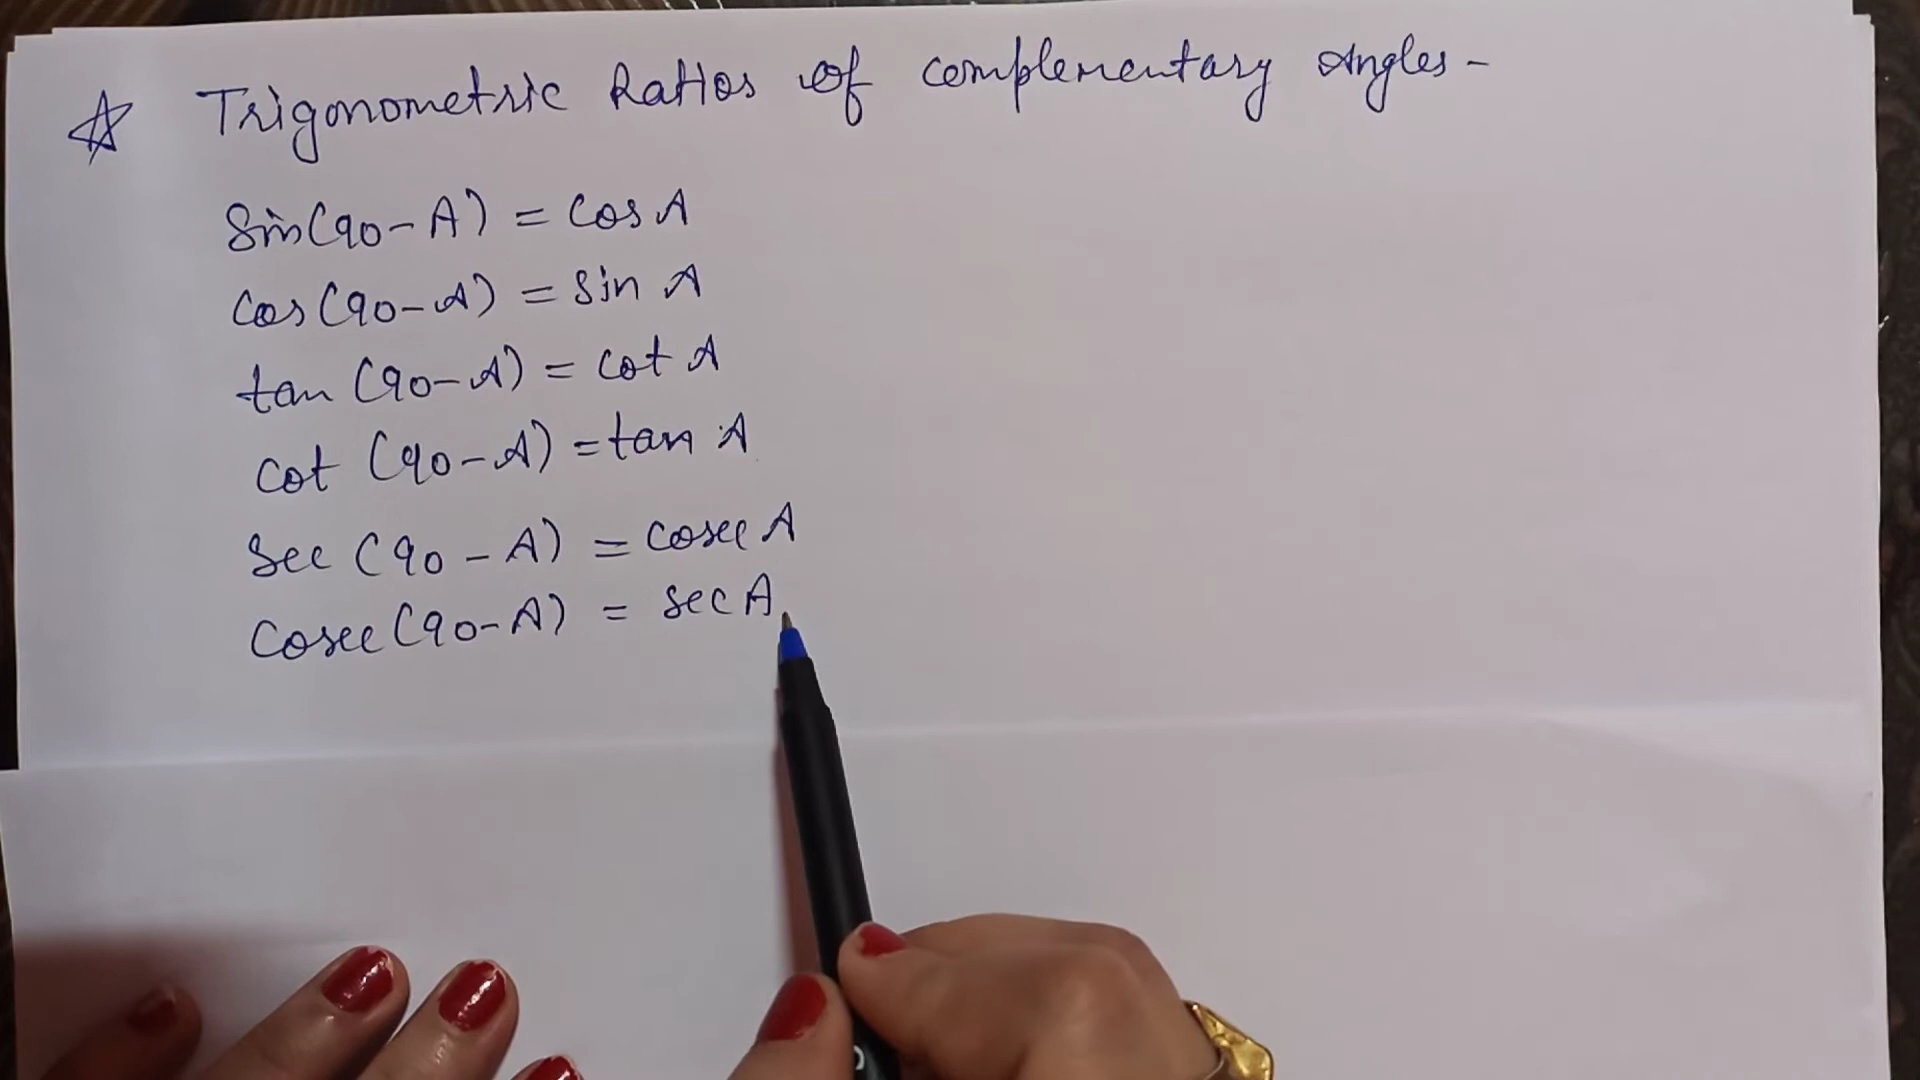 ☆ Trigonometric Ratios of complementary Angles -
Sin(90-A) = Cos A
Cos(90-A) = Sin A
tan (90-A) = Cot A
Cot (90-A) = tan A
Sec (90-A) = Cosec A
Cosec(90-A) = Sec A